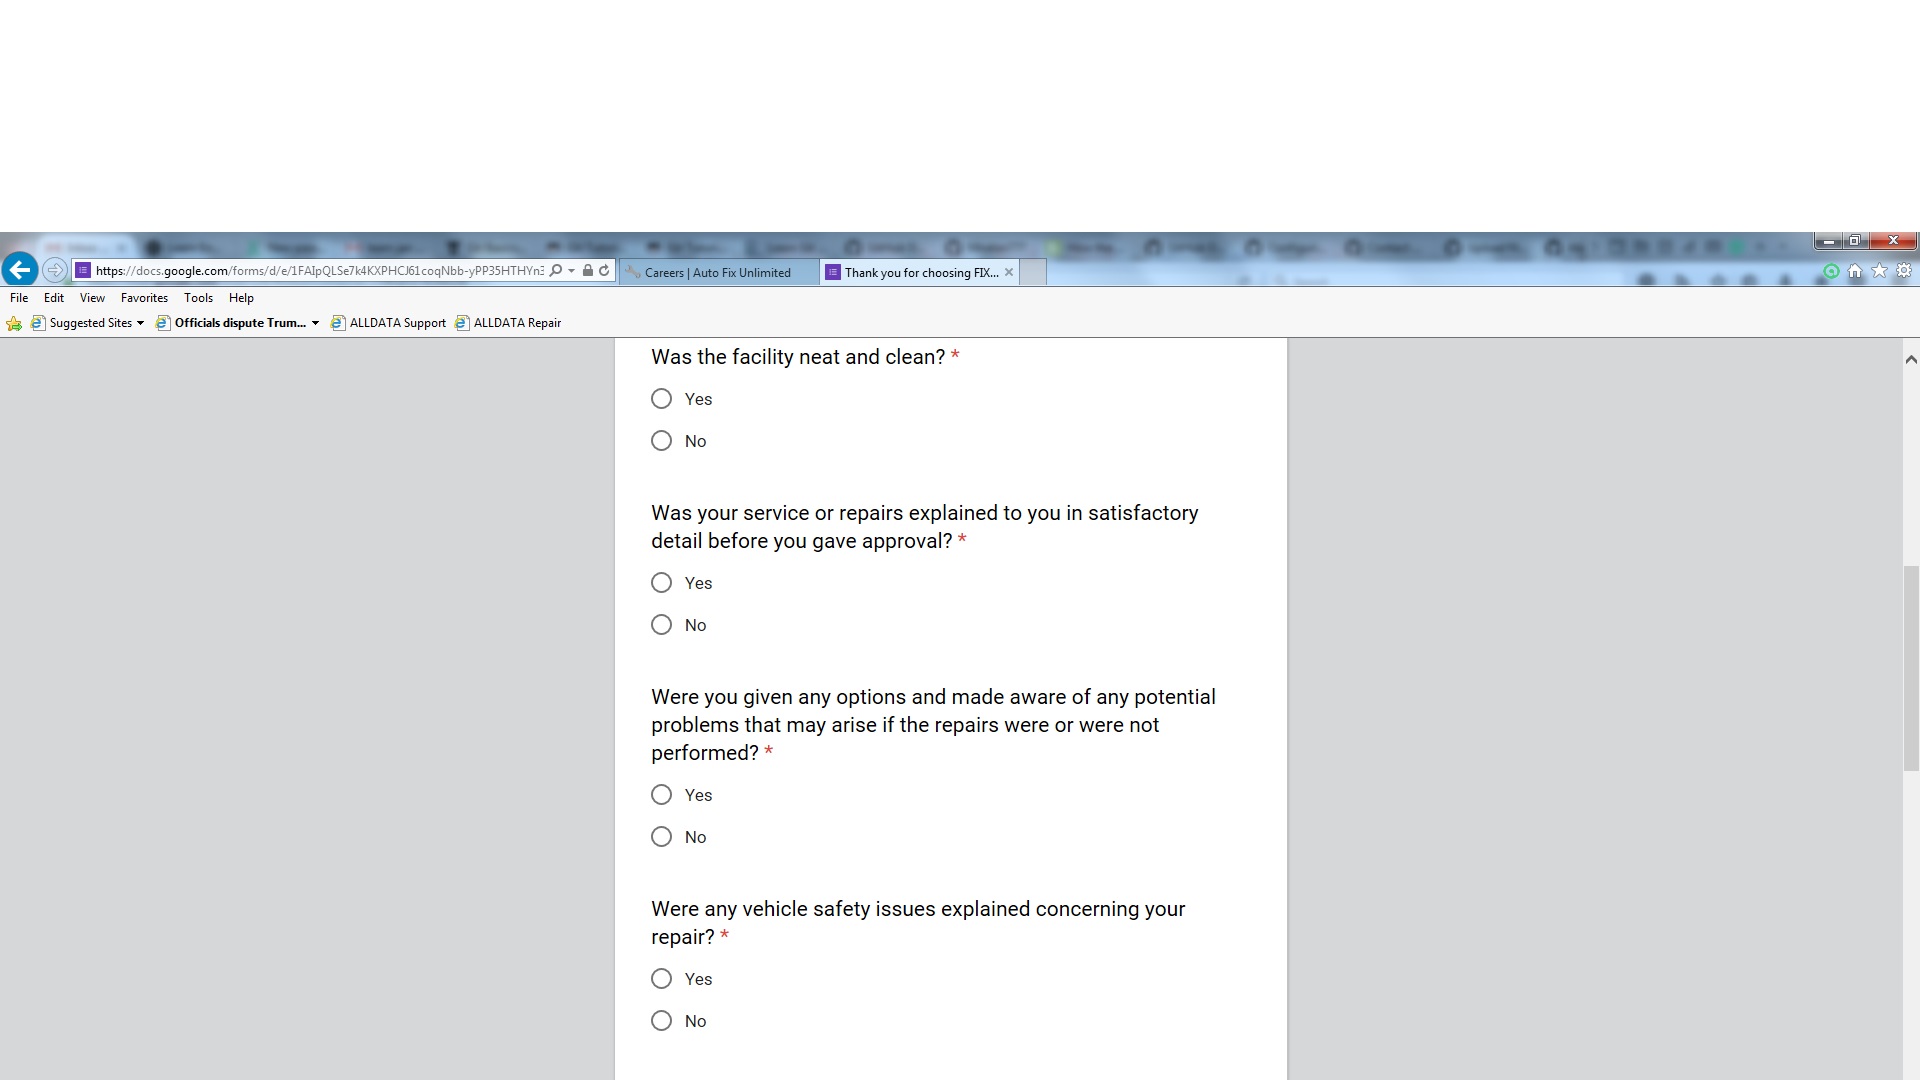 https://docs.google.com/forms/d/e/1FAIpQLSe7k4KXPHCJ61coqNbb-yPP35HTHYn3
Careers | Auto Fix Unlimited
Thank you for choosing FIX...
File Edit View Favorites Tools Help
Suggested Sites
Officials dispute Trum...
ALLDATA Support
ALLDATA Repair
Was the facility neat and clean? *
Yes
No
Was your service or repairs explained to you in satisfactory
detail before you gave approval? *
Yes
No
Were you given any options and made aware of any potential
problems that may arise if the repairs were or were not
performed? *
Yes
No
Were any vehicle safety issues explained concerning your
repair? *
Yes
No